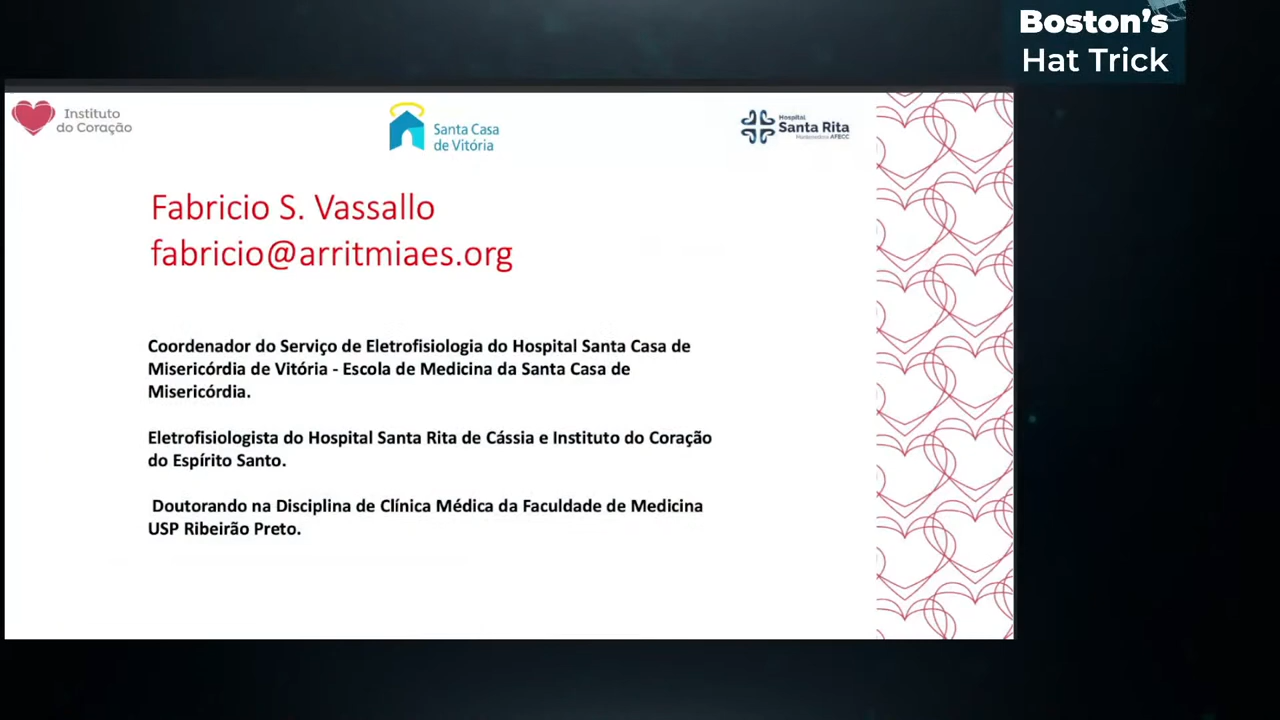 Boston's
Hat Trick
Instituto
do Coração
Santa Casa
de Vitória
Hospital
Santa Rita
AFECC
Fabricio S. Vassallo
fabricio@arritmiaes.org
Coordenador do Serviço de Eletrofisiologia do Hospital Santa Casa de
Misericórdia de Vitória - Escola de Medicina da Santa Casa de
Misericórdia.
Eletrofisiologista do Hospital Santa Rita de Cássia e Instituto do Coração
do Espírito Santo.
Doutorando na Disciplina de Clínica Médica da Faculdade de Medicina
USP Ribeirão Preto.